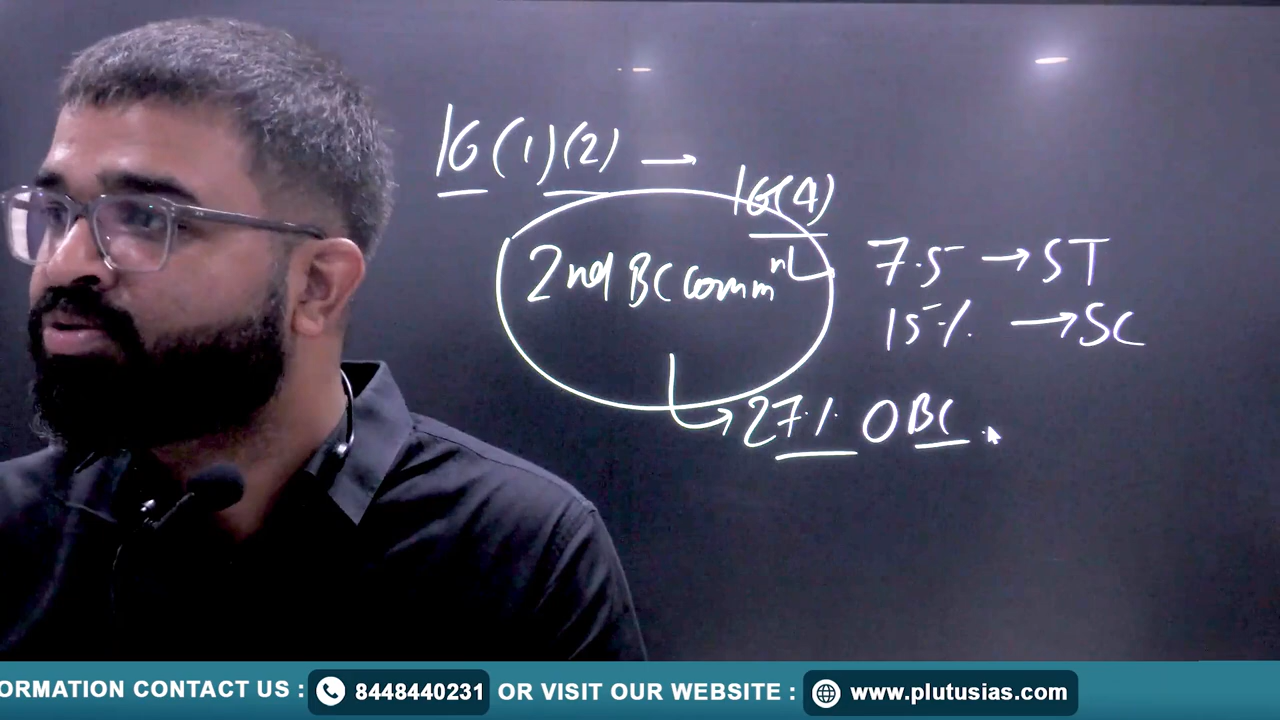 16(1)(2) →
16(4)
2nd BC Commn
7.5 → ST
15% → SC
27% OBC.
ORMATION CONTACT US : 8448440231 OR VISIT OUR WEBSITE : www.plutusias.com